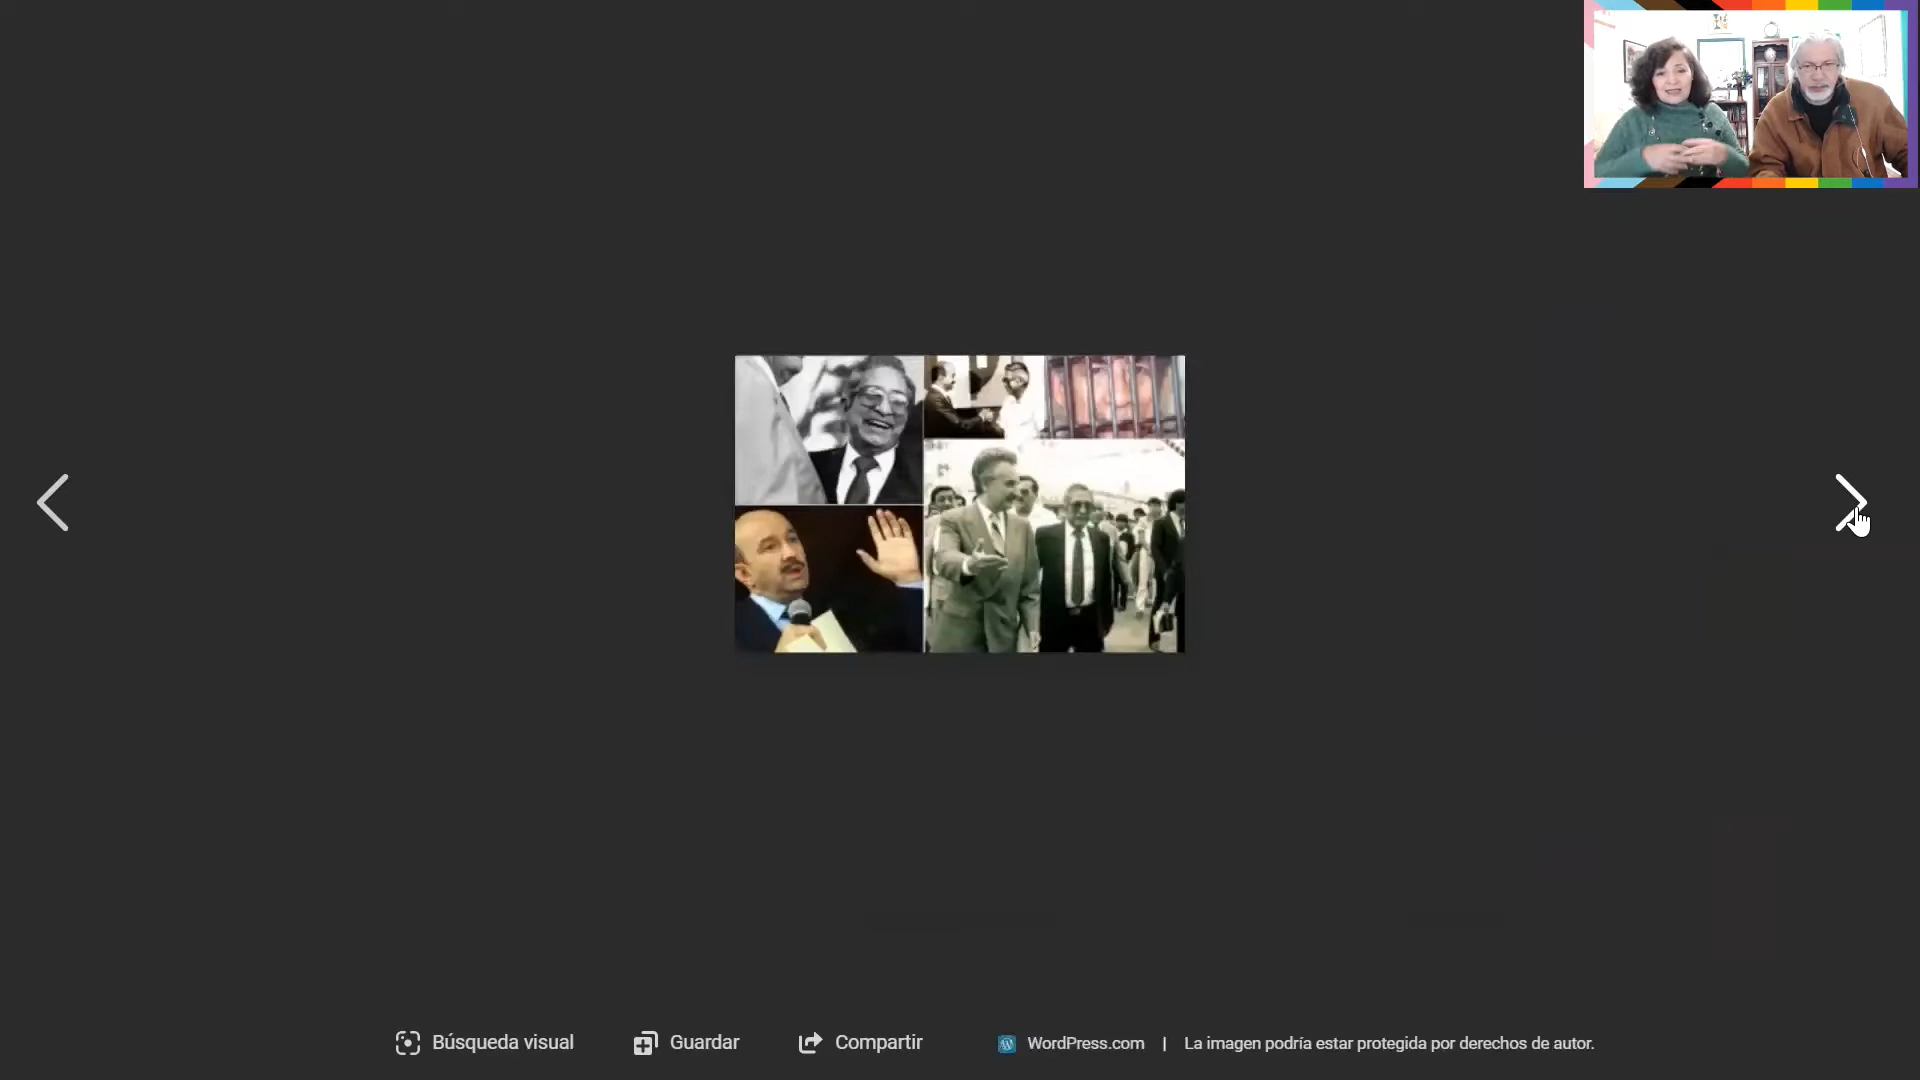 Búsqueda visual
Guardar
Compartir
WordPress.com | La imagen podría estar protegida por derechos de autor.